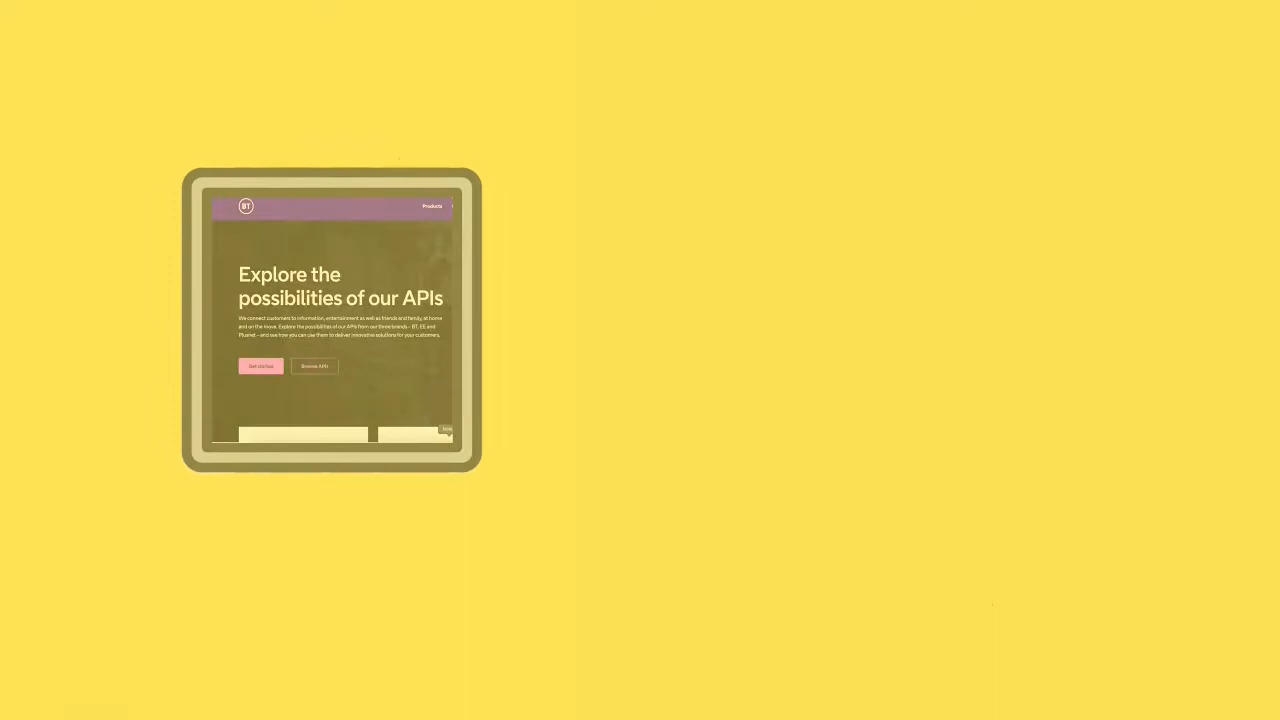 BT
Products
Explore the
possibilities of our APIs
We connect customers to information, entertainment as well as friends and family, at home
and on the move. Explore the possibilities of our APIs from our three brands – BT, EE and
Plusnet – and see how you can use them to deliver innovative solutions for your customers.
Get started Browse APIs